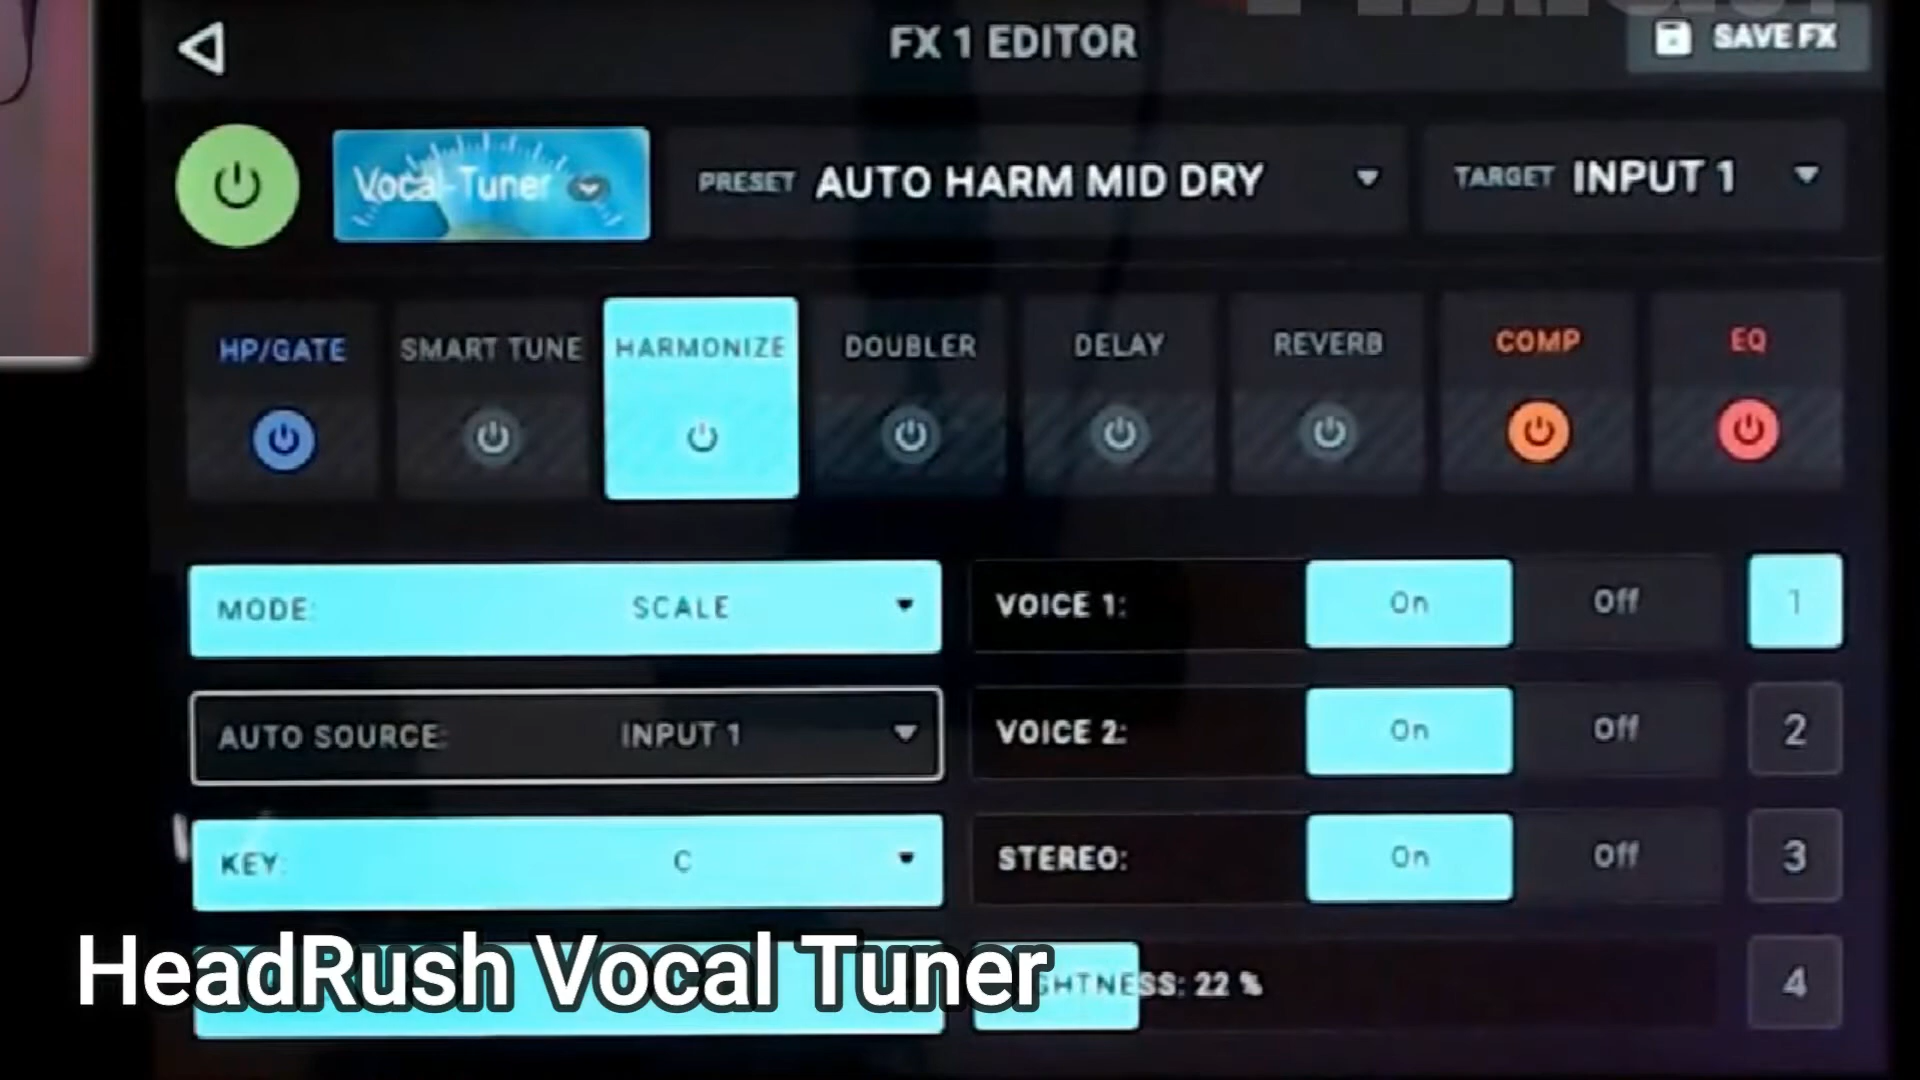 FX 1 EDITOR
SAVE FX
Vocal-Tuner
PRESET AUTO HARM MID DRY
TARGET INPUT 1
HP/GATE
SMART TUNE
HARMONIZE
DOUBLER
DELAY
REVERB
COMP
EQ
MODE: SCALE
VOICE 1: On Off
1
AUTO SOURCE: INPUT 1
VOICE 2: On Off
2
KEY: C
STEREO: On Off
3
HeadRush Vocal Tuner
22 %
4